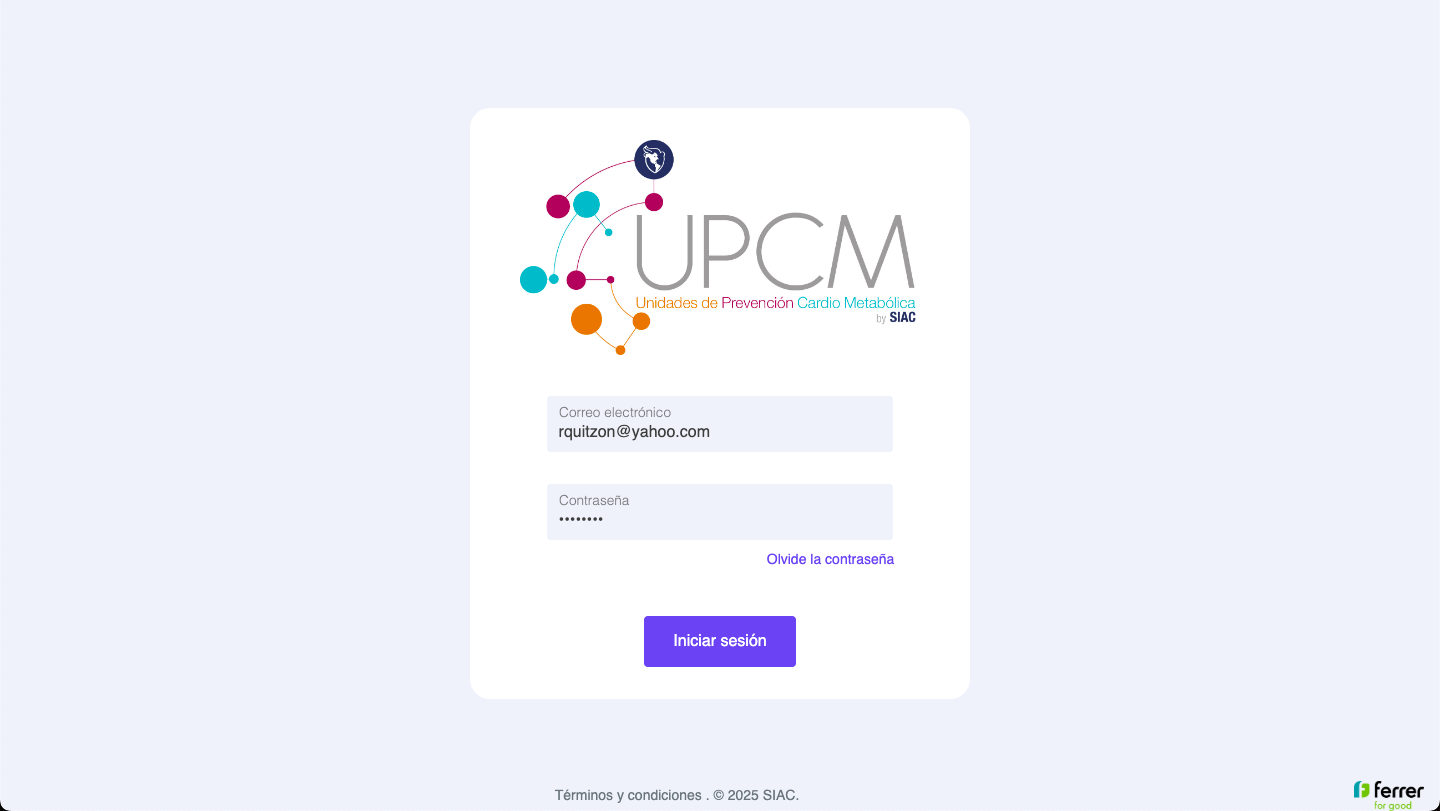 UPCM
Unidades de Prevención Cardio Metabólica
by SIAC
Correo electrónico
rquitzon@yahoo.com
Contraseña
••••••••
Olvide la contraseña
Iniciar sesión
Términos y condiciones . © 2025 SIAC.
ferrer
for good